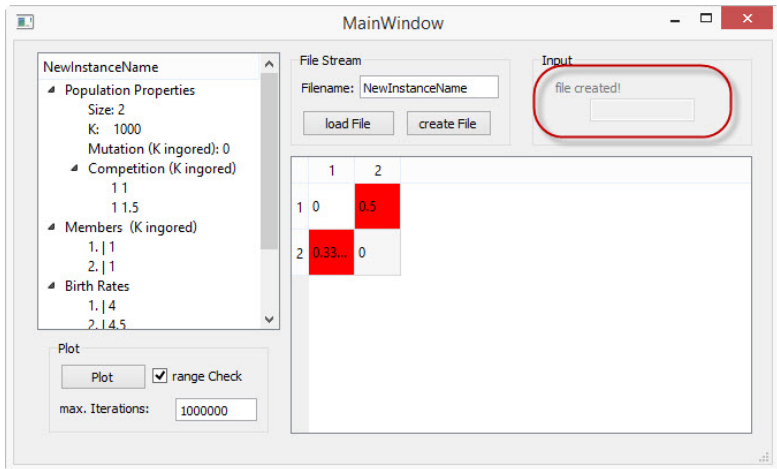 MainWindow
NewInstanceName
Population Properties
Size: 2
K: 1000
Mutation (K ingored): 0
Competition (K ingored)
1 1
1 1.5
Members (K ingored)
1. | 1
2. | 1
Birth Rates
1. | 4
2. | 4.5
Plot
Plot
range Check
max. Iterations:
1000000
File Stream
Filename: NewInstanceName
load File
create File
Input
file created!
1 2
1 0 0.5
2 0.33... 0